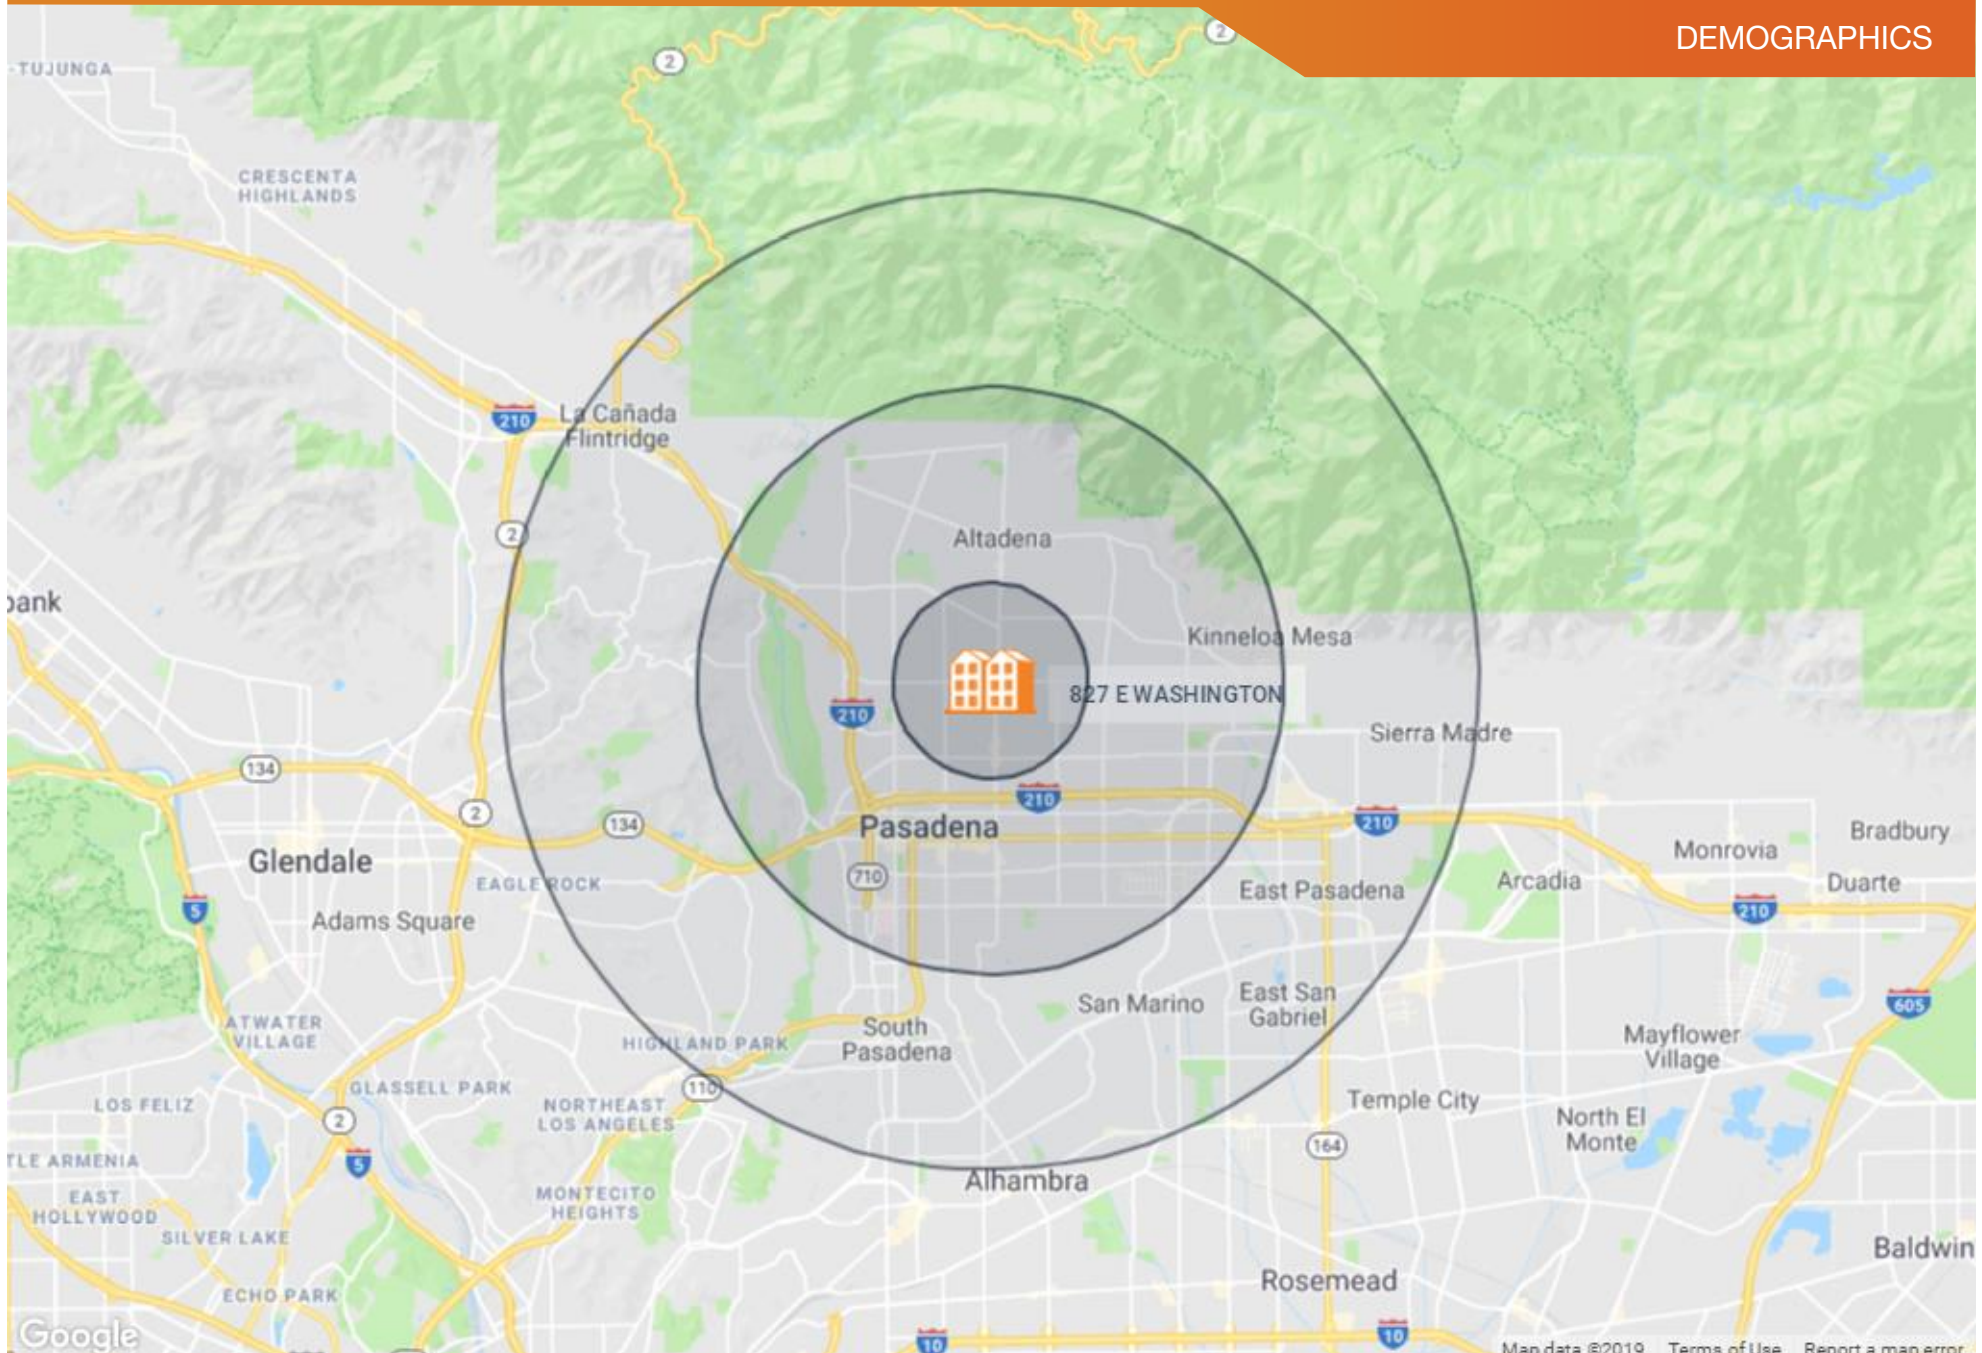 DEMOGRAPHICS
2
2
TUJUNGA
CRESCENTA
HIGHLANDS
210
La Cañada
Flintridge
2
Altadena
bank
Kinneloa Mesa
827 E WASHINGTON
210
Sierra Madre
134
2
134
210
210
Pasadena
Bradbury
Monrovia
Glendale
710
EAGLE ROCK
East Pasadena
Arcadia
Duarte
5
Adams Square
210
San Marino
East San
Gabriel
605
ATWATER
VILLAGE
HIGHLAND PARK
South
Pasadena
Mayflower
Village
GLASSELL PARK
110
LOS FELIZ
NORTHEAST
LOS ANGELES
Temple City
North El
Monte
2
164
TLE ARMENIA
5
Alhambra
EAST
HOLLYWOOD
MONTECITO
HEIGHTS
SILVER LAKE
Baldwin
Rosemead
ECHO PARK
Google
10
10
Map data ©2019 Terms of Use Report a map error